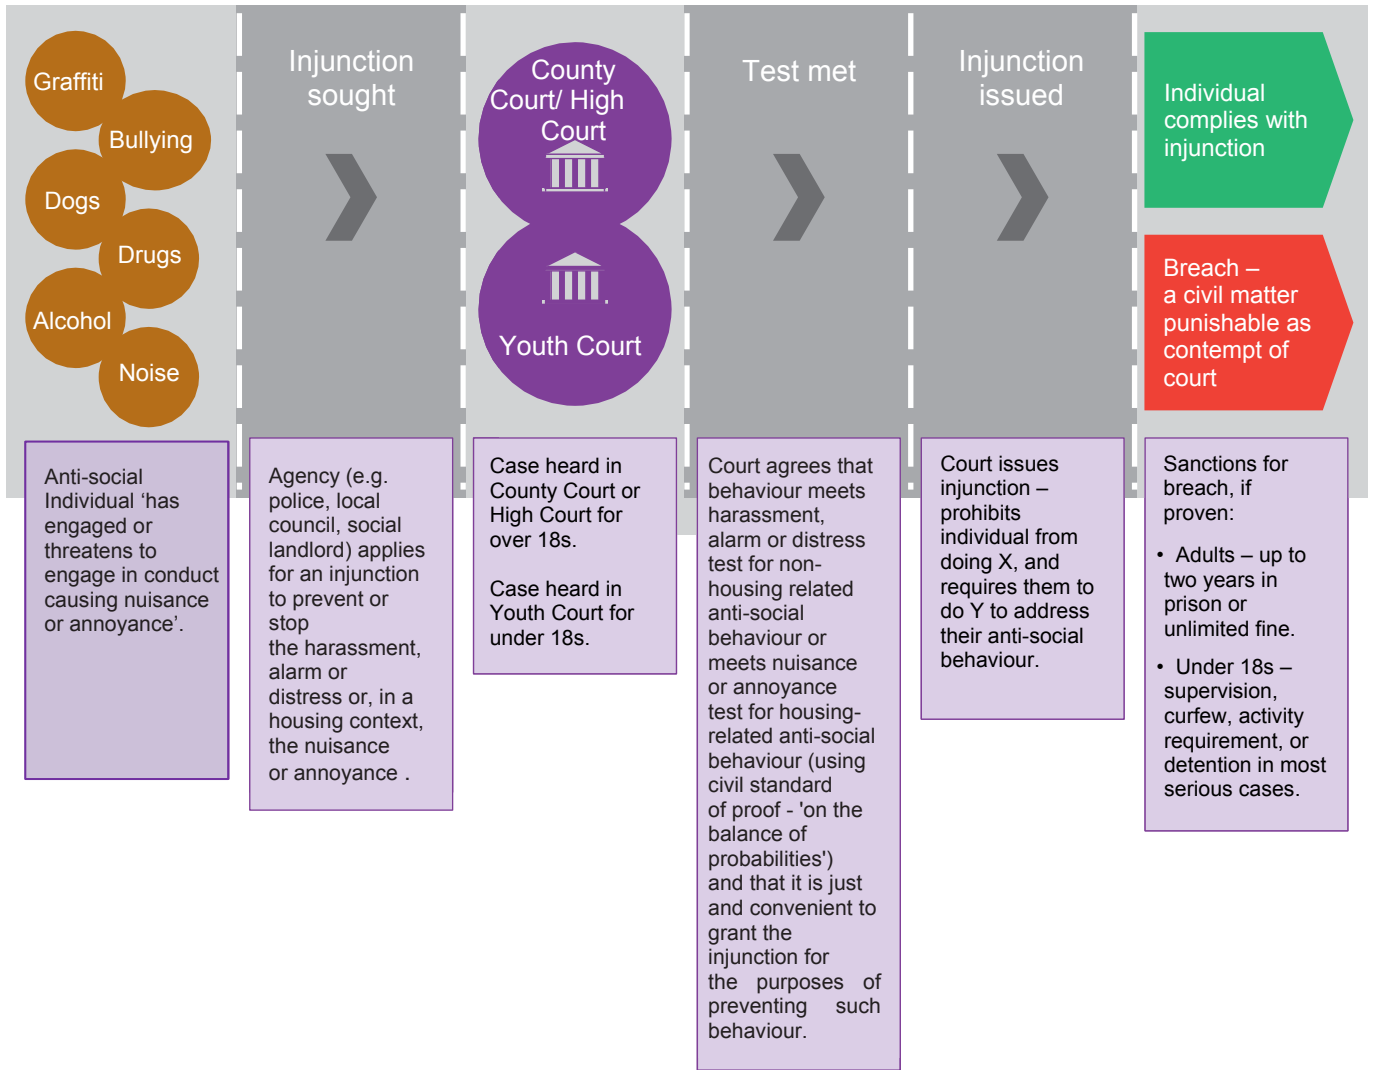 Graffiti
Bullying
Dogs
Drugs
Alcohol
Noise
Injunction
sought
County
Court/ High
Court
Youth Court
Test met
Injunction
issued
Individual
complies with
injunction
Breach –
a civil matter
punishable as
contempt of
court
Anti-social
Individual ‘has
engaged or
threatens to
engage in conduct
causing nuisance
or annoyance’.
Agency (e.g.
police, local
council, social
landlord) applies
for an injunction
to prevent or
stop
the harassment,
alarm or
distress or, in a
housing context,
the nuisance
or annoyance .
Case heard in
County Court or
High Court for
over 18s.
Case heard in
Youth Court for
under 18s.
Court agrees that
behaviour meets
harassment,
alarm or distress
test for non-
housing related
anti-social
behaviour or
meets nuisance
or annoyance
test for housing-
related anti-social
behaviour (using
civil standard
of proof - 'on the
balance of
probabilities')
and that it is just
and convenient to
grant the
injunction for
the purposes of
preventing such
behaviour.
Court issues
injunction –
prohibits
individual from
doing X, and
requires them to
do Y to address
their anti-social
behaviour.
Sanctions for
breach, if
proven:
• Adults – up to
two years in
prison or
unlimited fine.
• Under 18s –
supervision,
curfew, activity
requirement, or
detention in most
serious cases.